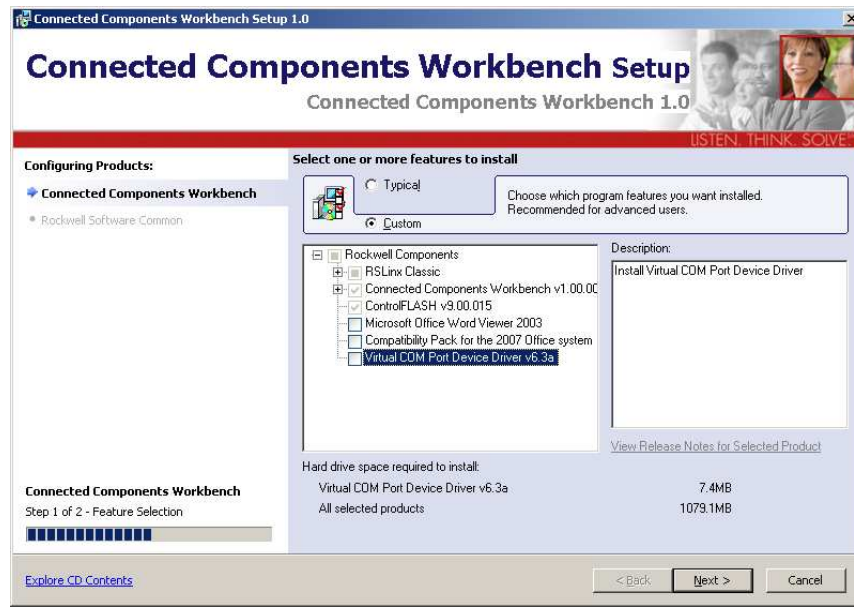 Connected Components Workbench Setup 1.0
Connected Components Workbench Setup
Connected Components Workbench 1.0
LISTEN. THINK. SOLVE.
Configuring Products:
Connected Components Workbench
Rockwell Software Common
Select one or more features to install
Typical
Custom
Choose which program features you want installed.
Recommended for advanced users.
Rockwell Components
RSLinx Classic
Connected Components Workbench v1.00.00
ControlFLASH v9.00.015
Microsoft Office Word Viewer 2003
Compatibility Pack for the 2007 Office system
Virtual COM Port Device Driver v6.3a
Description:
Install Virtual COM Port Device Driver
View Release Notes for Selected Product
Hard drive space required to install:
Virtual COM Port Device Driver v6.3a 7.4MB
All selected products 1079.1MB
Connected Components Workbench
Step 1 of 2 - Feature Selection
Explore CD Contents
< Back
Next >
Cancel